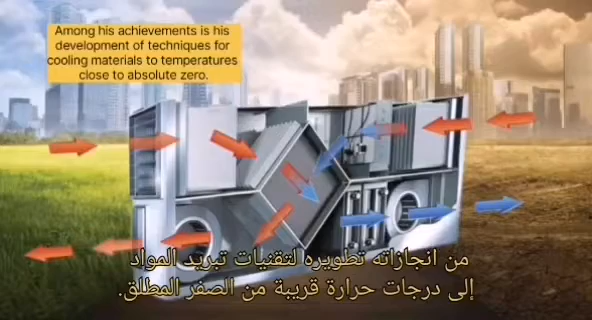 Among his achievements is his
development of techniques for
cooling materials to temperatures
close to absolute zero.
من انجازاته تطويره لتقنيات تبريد المواد
إلى درجات حرارة قريبة من الصفر المطلق.